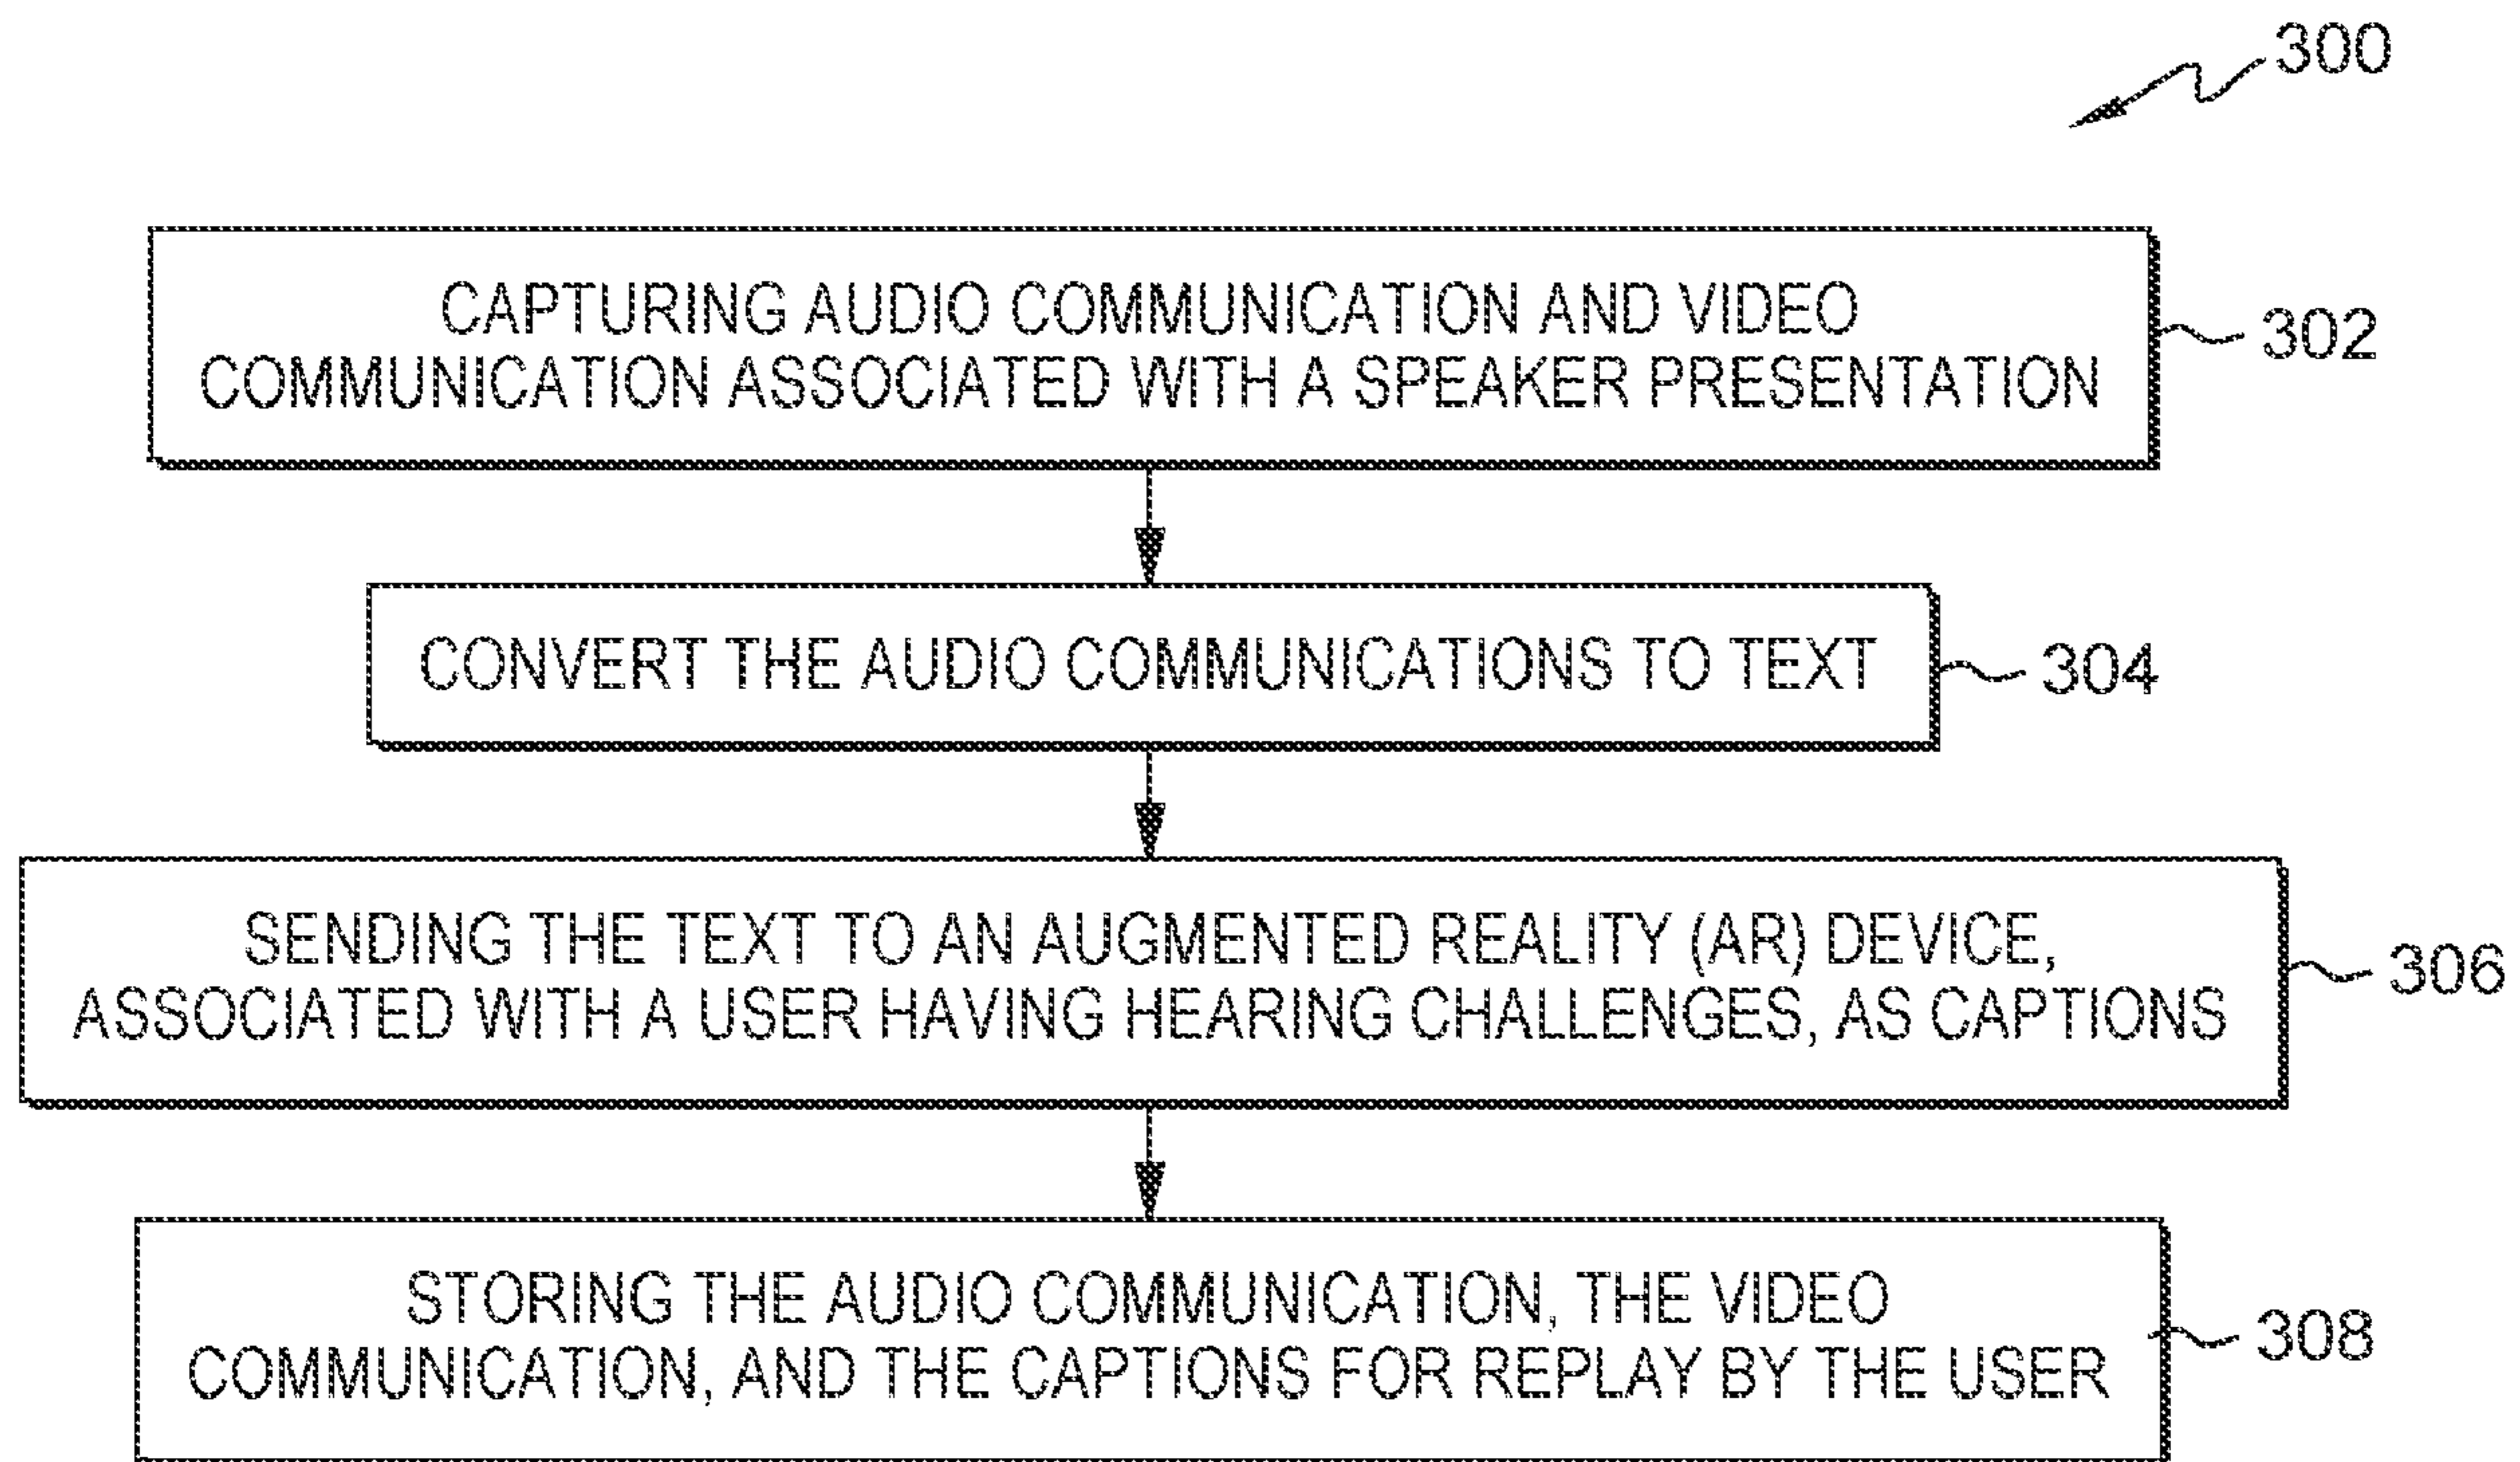 300
CAPTURING AUDIO COMMUNICATION AND VIDEO
COMMUNICATION ASSOCIATED WITH A SPEAKER PRESENTATION
302
CONVERT THE AUDIO COMMUNICATIONS TO TEXT
304
SENDING THE TEXT TO AN AUGMENTED REALITY (AR) DEVICE,
ASSOCIATED WITH A USER HAVING HEARING CHALLENGES, AS CAPTIONS
306
STORING THE AUDIO COMMUNICATION, THE VIDEO
COMMUNICATION, AND THE CAPTIONS FOR REPLAY BY THE USER
308